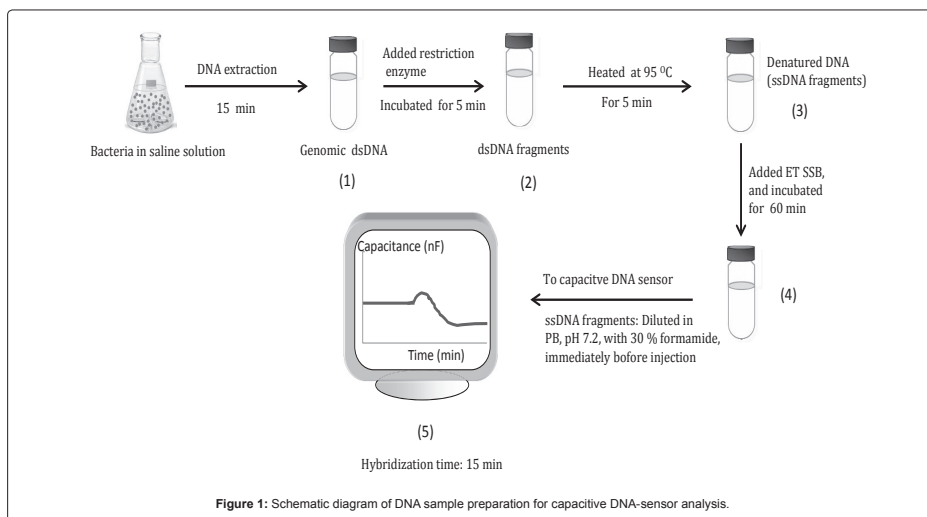 DNA extraction
15 min
Bacteria in saline solution
Added restriction
enzyme
Incubated for 5 min
Genomic dsDNA
(1)
Heated at 95 ⁰C
For 5 min
dsDNA fragments
(2)
Denatured DNA
(ssDNA fragments)
(3)
Added ET SSB,
and incubated
for 60 min
(4)
To capacitve DNA sensor
ssDNA fragments: Diluted in
PB, pH 7.2, with 30 % formamide,
immediately bofore injection
Capacitance (nF)
Time (min)
(5)
Hybridization time: 15 min
Figure 1: Schematic diagram of DNA sample preparation for capacitive DNA-sensor analysis.